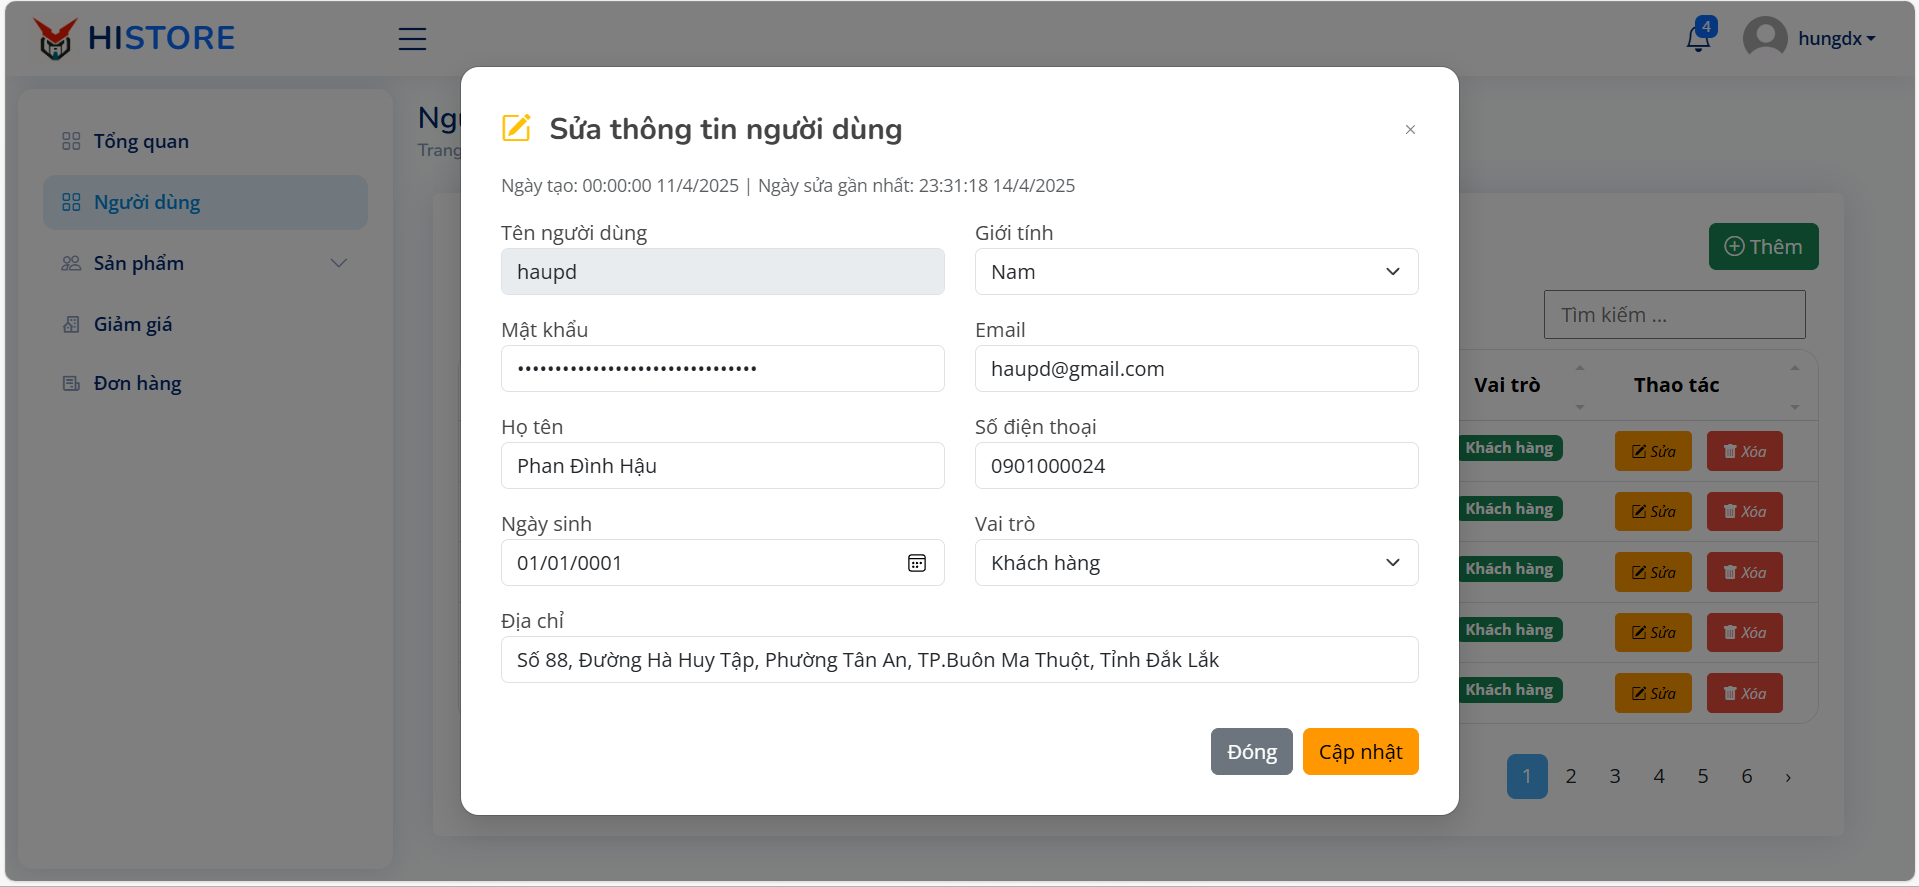 HISTORE
4
hungdx
Tổng quan
Người dùng
Sản phẩm
Giảm giá
Đơn hàng
Trang
Sửa thông tin người dùng
×
Ngày tạo: 00:00:00 11/4/2025 | Ngày sửa gần nhất: 23:31:18 14/4/2025
Tên người dùng
haupd
Giới tính
Nam
Mật khẩu
••••••••••••••••••••••••••••••••
Email
haupd@gmail.com
Họ tên
Phan Đình Hậu
Số điện thoại
0901000024
Ngày sinh
01/01/0001
Vai trò
Khách hàng
Địa chỉ
Số 88, Đường Hà Huy Tập, Phường Tân An, TP.Buôn Ma Thuột, Tỉnh Đắk Lắk
Đóng
Cập nhật
Thêm
Tìm kiếm ...
Vai trò Thao tác
Khách hàng Sửa Xóa
Khách hàng Sửa Xóa
Khách hàng Sửa Xóa
Khách hàng Sửa Xóa
Khách hàng Sửa Xóa
1 2 3 4 5 6 ›